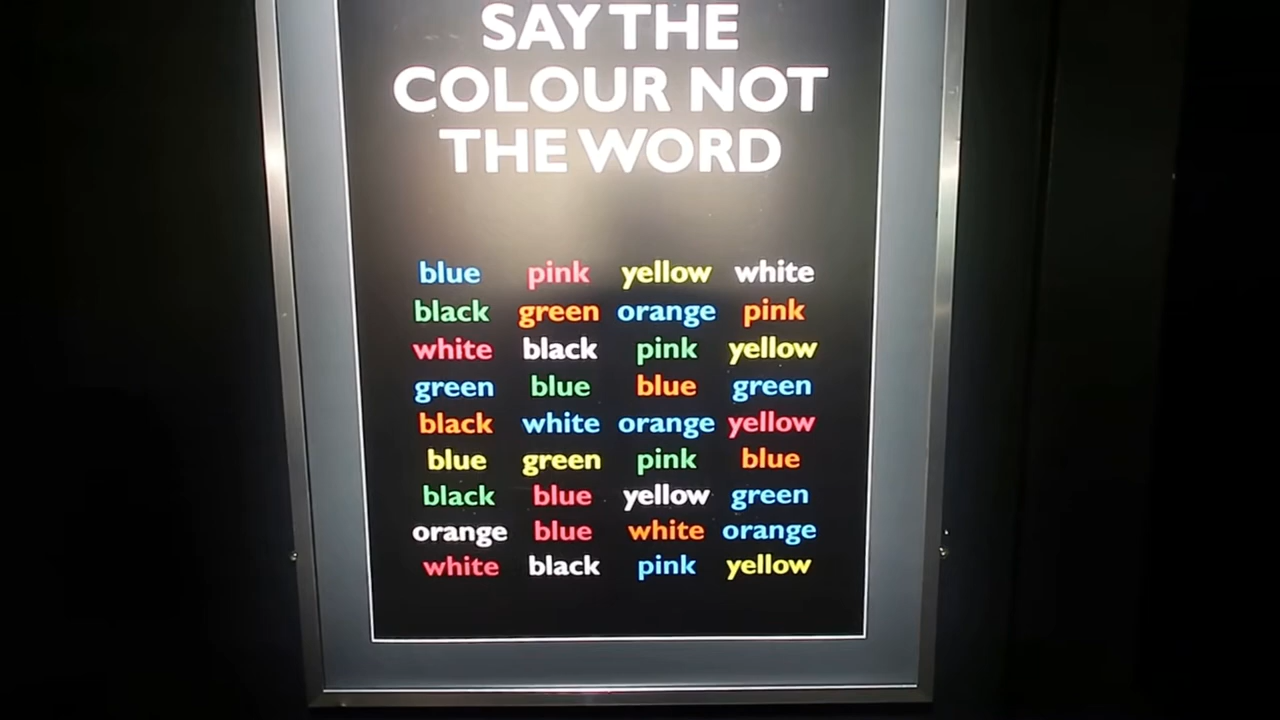 SAY THE
COLOUR NOT
THE WORD
blue pink yellow white
black green orange pink
white black pink yellow
green blue blue green
black white orange yellow
blue green pink blue
black blue yellow green
orange blue white orange
white black pink yellow